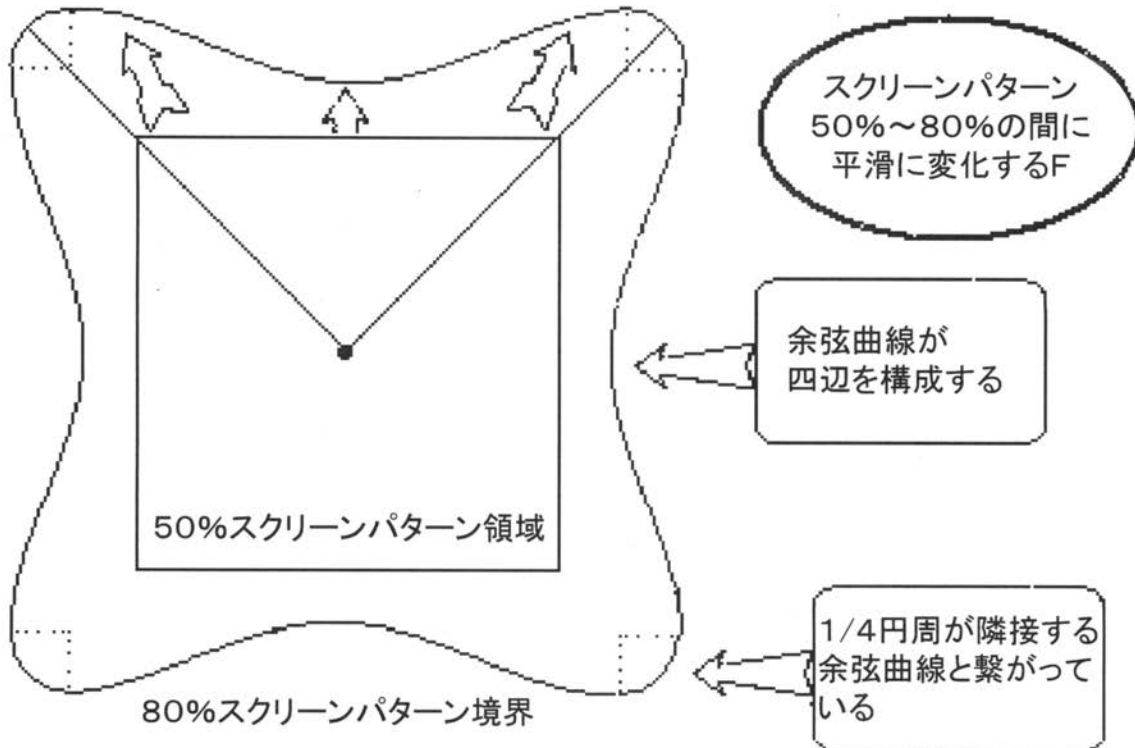 スクリーンパターン
50%～80%の間に
平滑に変化するF
余弦曲線が
四辺を構成する
50%スクリーンパターン領域
1/4円周が隣接する
余弦曲線と繋がって
いる
80%スクリーンパターン境界